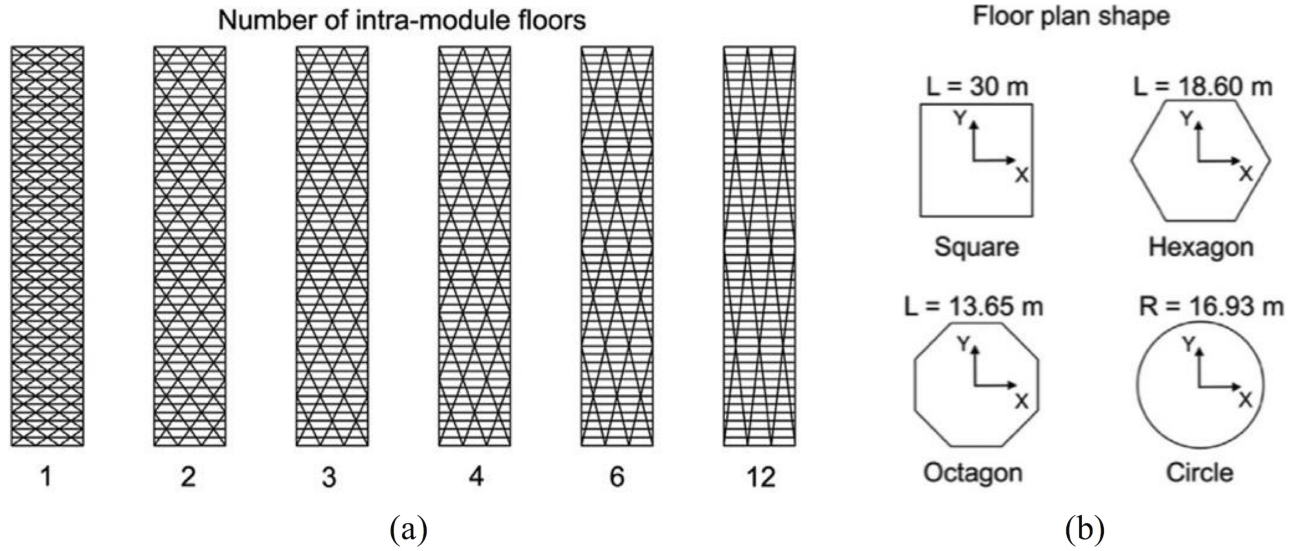 Number of intra-module floors
1 2 3 4 6 12
(a)
Floor plan shape
L = 30 m L = 18.60 m
Y X Y X
Square Hexagon
L = 13.65 m R = 16.93 m
Y X Y X
Octagon Circle
(b)